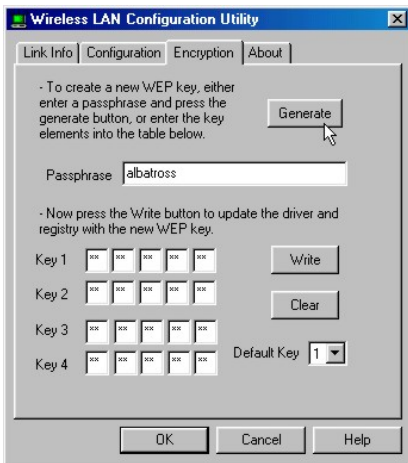 Wireless LAN Configuration Utility
Link Info Configuration Encryption About
- To create a new WEP key, either
enter a passphrase and press the
generate button, or enter the key
elements into the table below.
Generate
Passphrase albatross
- Now press the Write button to update the driver and
registry with the new WEP key.
Key 1 ** ** ** ** **
Write
Key 2 ** ** ** ** **
Clear
Key 3 ** ** ** ** **
Default Key 1
Key 4 ** ** ** ** **
OK Cancel Help